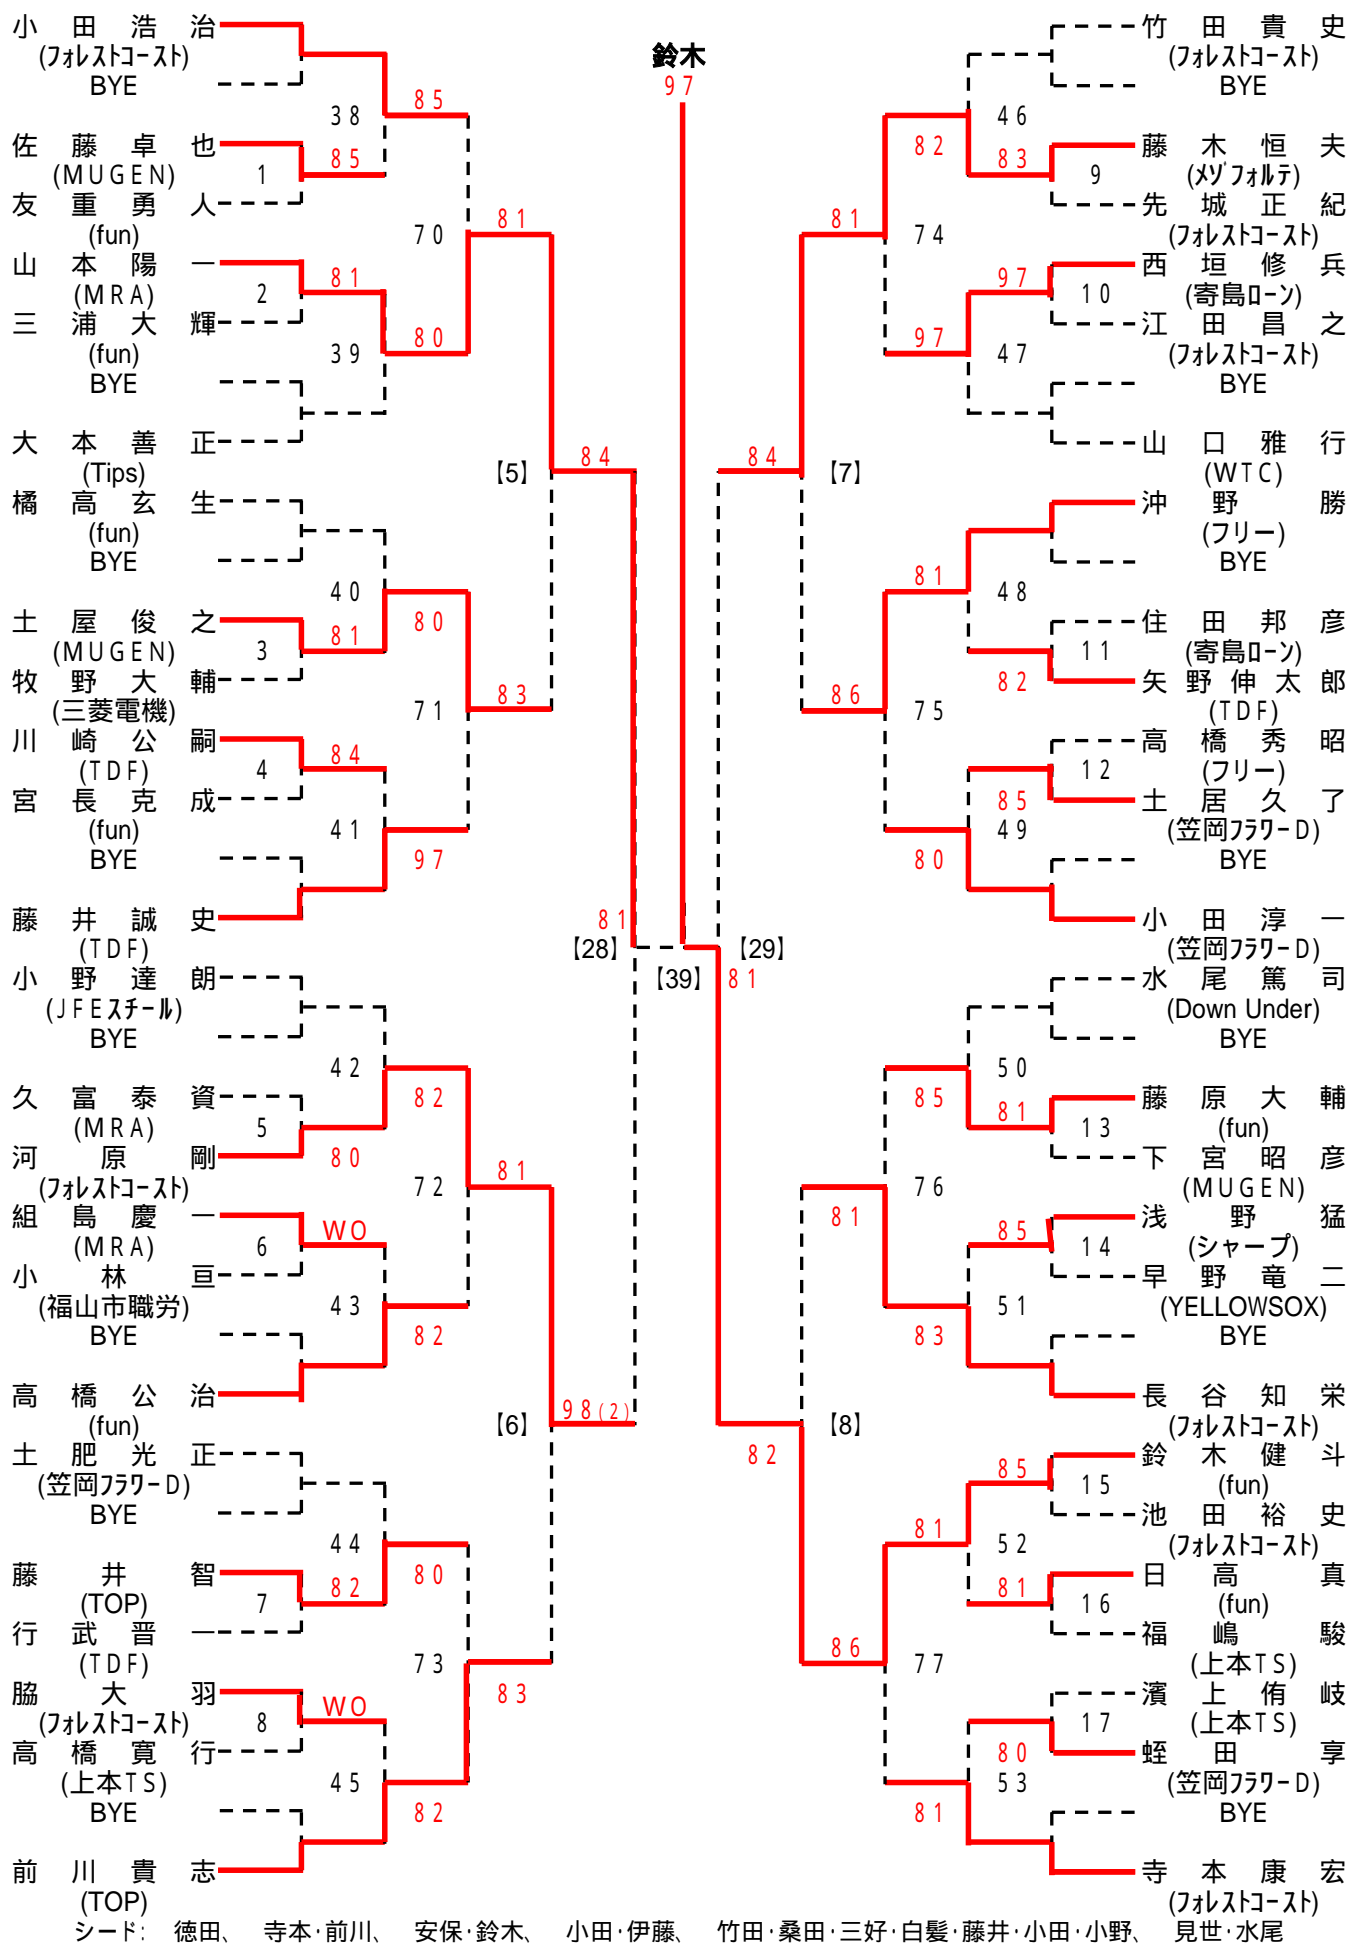 鈴木
97
小田浩治
(フォレストコースト)
BYE
38
85
佐藤卓也
(MUGEN)
1
85
友重勇人
(fun)
70
81
山本陽一
(MRA)
2
81
三浦大輝
(fun)
39
80
BYE
大本善正
(Tips)
【5】
84
橘高玄生
(fun)
BYE
40
80
土屋俊之
(MUGEN)
3
81
牧野大輔
(三菱電機)
71
83
川崎公嗣
(TDF)
4
84
宮長克成
(fun)
41
97
BYE
藤井誠史
(TDF)
81
【28】
小野達朗
(JFEスチール)
BYE
42
82
久富泰資
(MRA)
5
80
河原剛
(フォレストコースト)
72
81
組島慶一
(MRA)
6
WO
小林亘
(福山市職労)
43
82
BYE
高橋公治
(fun)
【6】
98(2)
土肥光正
(笠岡フラワーD)
BYE
44
80
藤井智
(TOP)
7
82
行武晋一
(TDF)
73
83
脇大羽
(フォレストコースト)
8
WO
高橋寛行
(上本TS)
45
82
BYE
前川貴志
(TOP)
【39】
竹田貴史
(フォレストコースト)
BYE
46
82
藤木恒夫
(メゾフォルテ)
9
83
先城正紀
(フォレストコースト)
74
81
西垣修兵
(寄島ローン)
10
97
江田昌之
(フォレストコースト)
47
97
BYE
山口雅行
(WTC)
【7】
84
沖野勝
(フリー)
BYE
48
81
住田邦彦
(寄島ローン)
11
82
矢野伸太郎
(TDF)
75
86
高橋秀昭
(フリー)
12
85
土居久了
(笠岡フラワーD)
49
80
BYE
小田淳一
(笠岡フラワーD)
【29】
81
水尾篤司
(Down Under)
BYE
50
85
藤原大輔
(fun)
13
81
下宮昭彦
(MUGEN)
76
81
浅野猛
(シャープ)
14
85
早野竜二
(YELLOWSOX)
51
83
BYE
長谷知栄
(フォレストコースト)
【8】
82
鈴木健斗
(fun)
15
85
池田裕史
(フォレストコースト)
52
81
日高真
(fun)
16
81
福嶋駿
(上本TS)
77
86
濱上侑岐
(上本TS)
17
80
蛭田享
(笠岡フラワーD)
53
81
BYE
寺本康宏
(フォレストコースト)
シード： 徳田、 寺本・前川、 安保・鈴木、 小田・伊藤、 竹田・桑田・三好・白髪・藤井・小田・小野、 見世・水尾